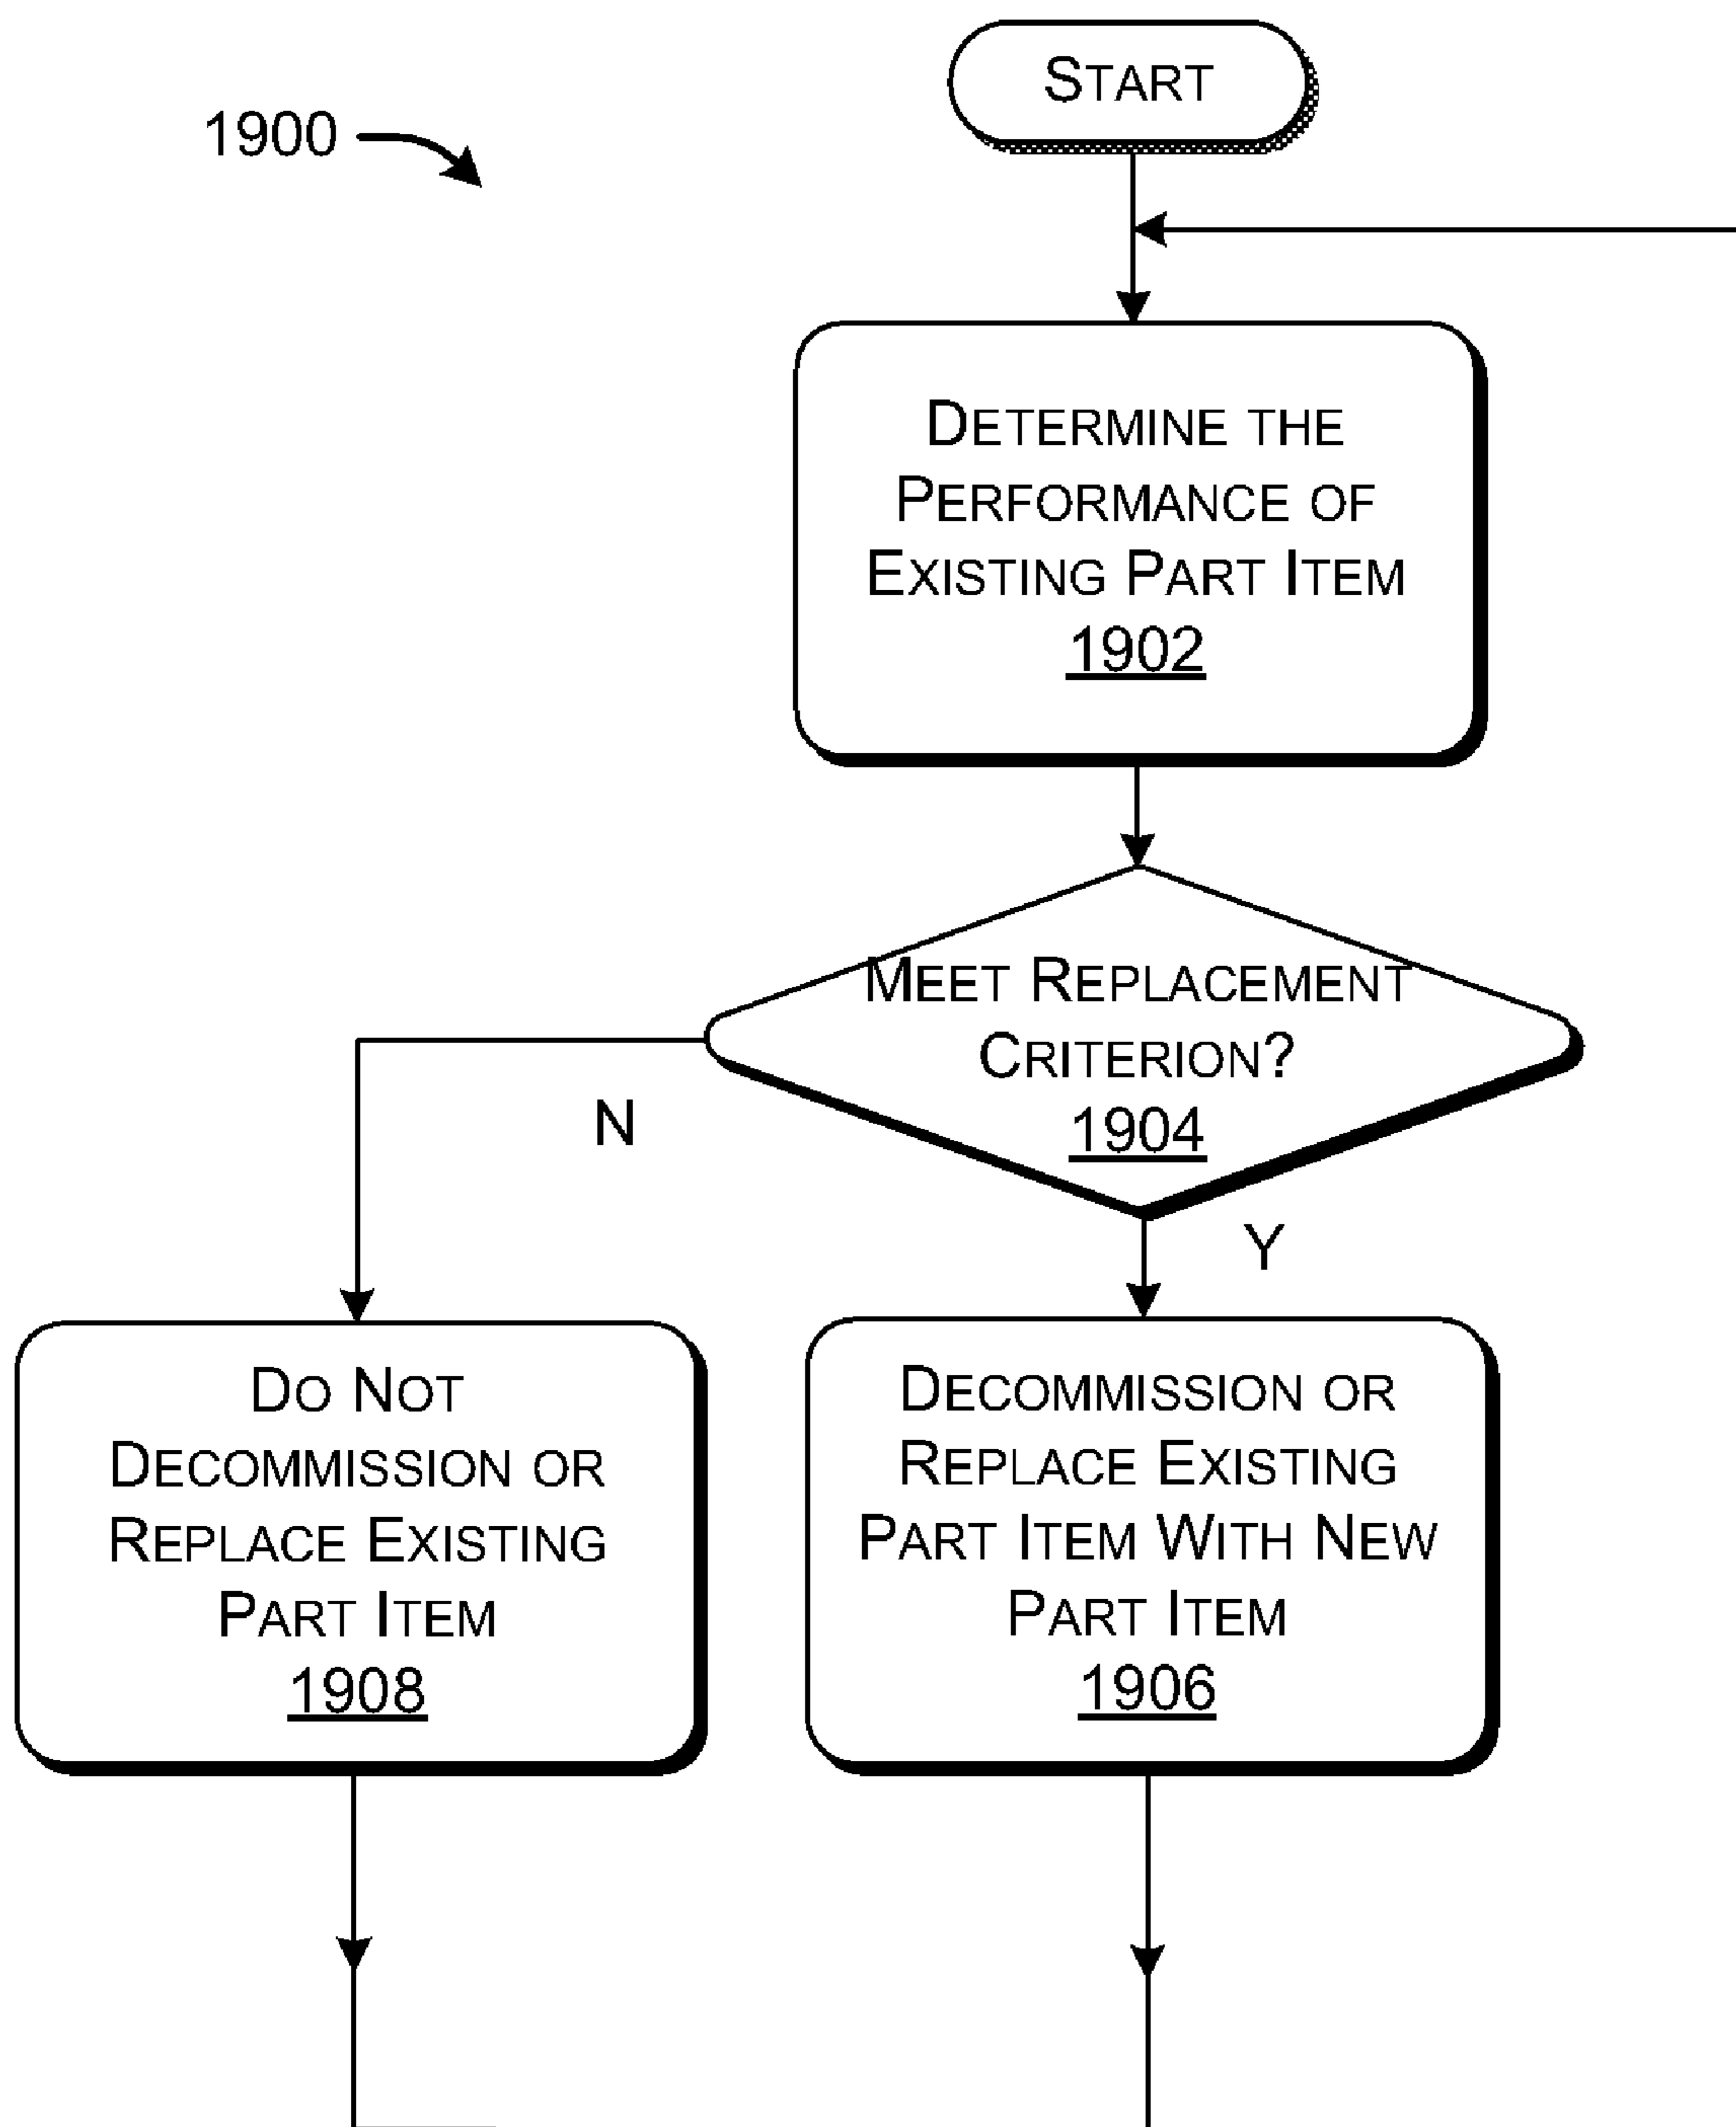 START
1900
DETERMINE THE
PERFORMANCE OF
EXISTING PART ITEM
1902
MEET REPLACEMENT
CRITERION?
1904
N
Y
DO NOT
DECOMMISSION OR
REPLACE EXISTING
PART ITEM
1908
DECOMMISSION OR
REPLACE EXISTING
PART ITEM WITH NEW
PART ITEM
1906